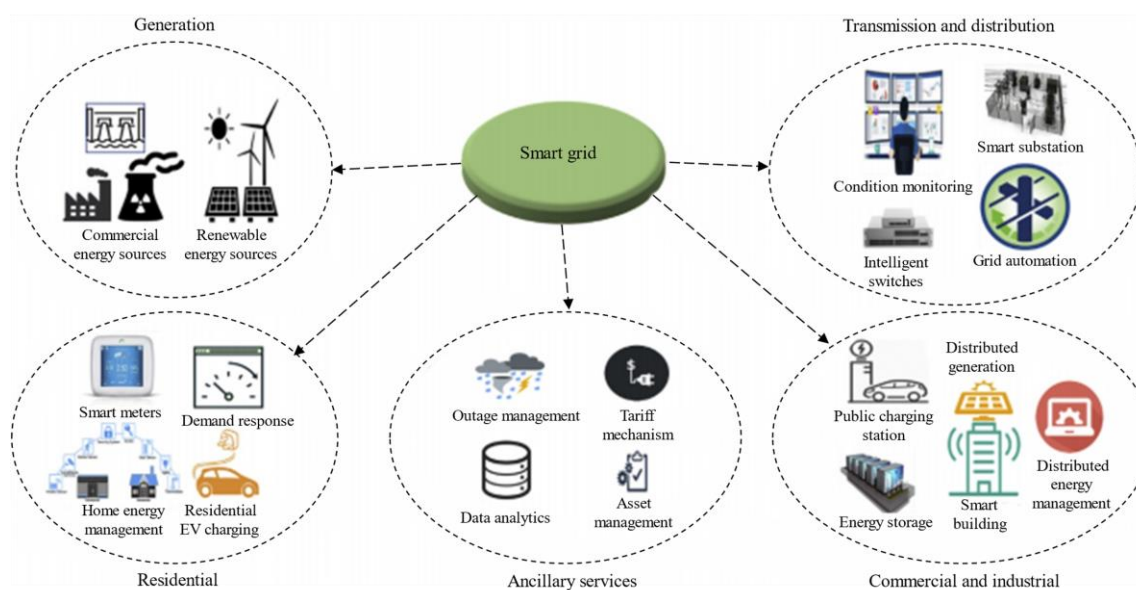 Generation
Transmission and distribution
Smart grid
Commercial
energy sources
Renewable
energy sources
Condition monitoring
Smart substation
Intelligent
switches
Grid automation
Smart meters
Demand response
Home energy
management
Residential
EV charging
Residential
Outage management
$
Tariff
mechanism
Data analytics
Asset
management
Ancillary services
Public charging
station
Distributed
generation
Energy storage
Smart
building
Distributed
energy
management
Commercial and industrial